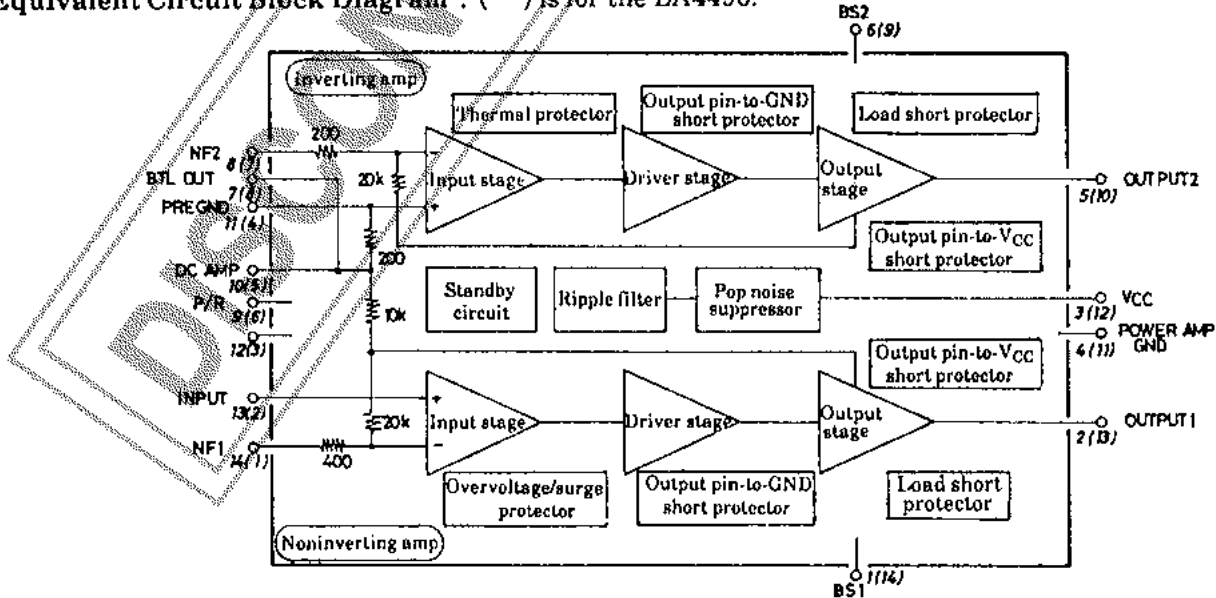 Equivalent Circuit Block Diagram : ( ) is for the LA4498.
BS2
6(9)
Inverting amp
Thermal protector
Output pin-to-GND
short protector
Load short protector
NF2
8(7)
200
BTL OUT
7(8)
20k
PRE GND
11(4)
-
+
Input stage
Driver stage
Output
stage
OUTPUT2
5(10)
200
Output pin-to-VCC
short protector
DC AMP
10(5)
P/R
9(6)
12(3)
10k
Standby
circuit
Ripple filter
Pop noise
suppressor
VCC
3(12)
POWER AMP
GND
4(11)
Output pin-to-VCC
short protector
INPUT
13(2)
NF1
14(1)
400
20k
+
-
Input stage
Driver stage
Output
stage
OUTPUT1
2(13)
Overvoltage/surge
protector
Output pin-to-GND
short protector
Load short
protector
Noninverting amp
1(14)
BS1